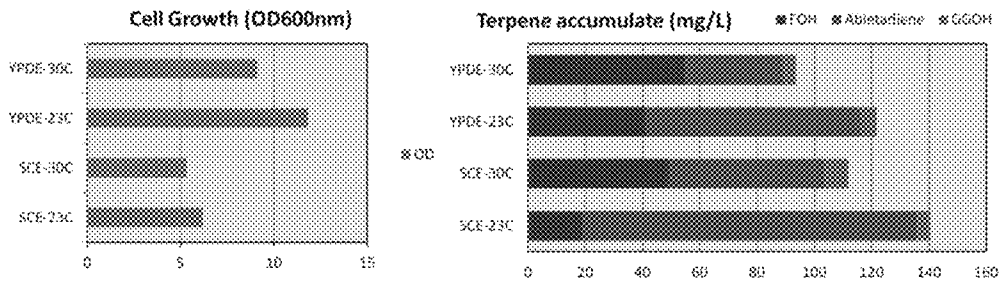 Cell Growth (OD600nm)
YPDE-30C
YPDE-23C
SCE-30C
SCE-23C
0 5 10 15
OD
Terpene accumulate (mg/L)
FOH Abietadiene GGOH
YPDE-30C
YPDE-23C
SCE-30C
SCE-23C
0 20 40 60 80 100 120 140 160